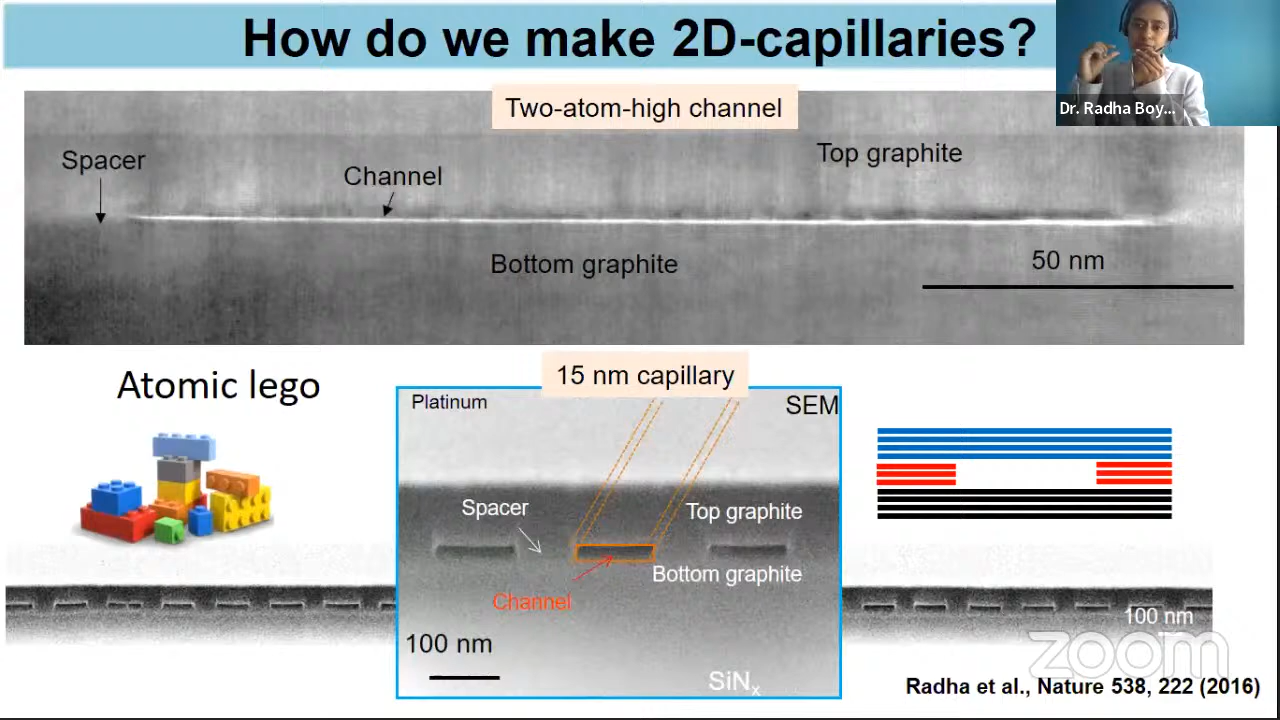 How do we make 2D-capillaries?
Dr. Radha Boy...
Two-atom-high channel
Spacer
Channel
Top graphite
Bottom graphite
50 nm
Atomic lego
15 nm capillary
Platinum
SEM
Spacer
Top graphite
Channel
Bottom graphite
100 nm
SiNx
100 nm
zoom
Radha et al., Nature 538, 222 (2016)